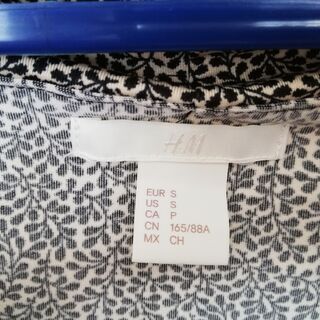 H&M
EUR S
US S
CA P
CN 165/88A
MX CH